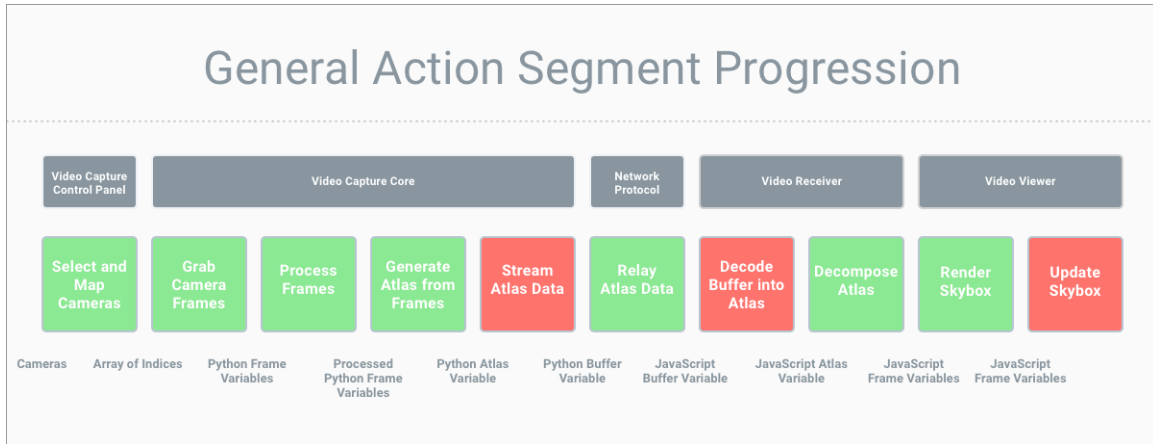 General Action Segment Progression
Video Capture
Control Panel
Video Capture Core
Network
Protocol
Video Receiver
Video Viewer
Select and
Map
Cameras
Grab
Camera
Frames
Process
Frames
Generate
Atlas from
Frames
Stream
Atlas Data
Relay
Atlas Data
Decode
Buffer into
Atlas
Decompose
Atlas
Render
Skybox
Update
Skybox
Cameras
Array of Indices
Python Frame
Variables
Processed
Python Frame
Variables
Python Atlas
Variable
Python Buffer
Variable
JavaScript
Buffer Variable
JavaScript Atlas
Variable
JavaScript
Frame Variables
JavaScript
Frame Variables